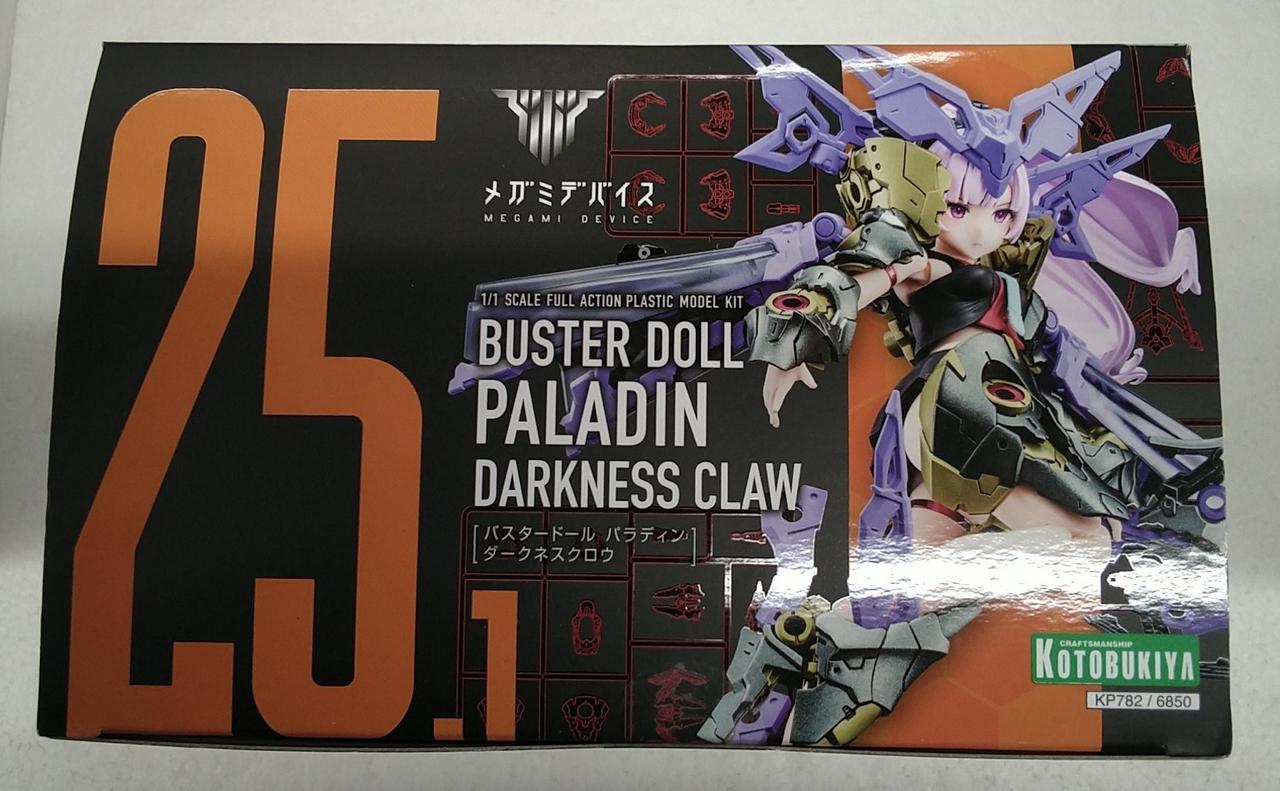 25.1
メガミデバイス
MEGAMI DEVICE
1/1 SCALE FULL ACTION PLASTIC MODEL KIT
BUSTER DOLL
PALADIN
DARKNESS CLAW
[バスタードール パラディン
ダークネスクロウ]
CRAFTSMANSHIP
KOTOBUKIYA
KP782 / 6850